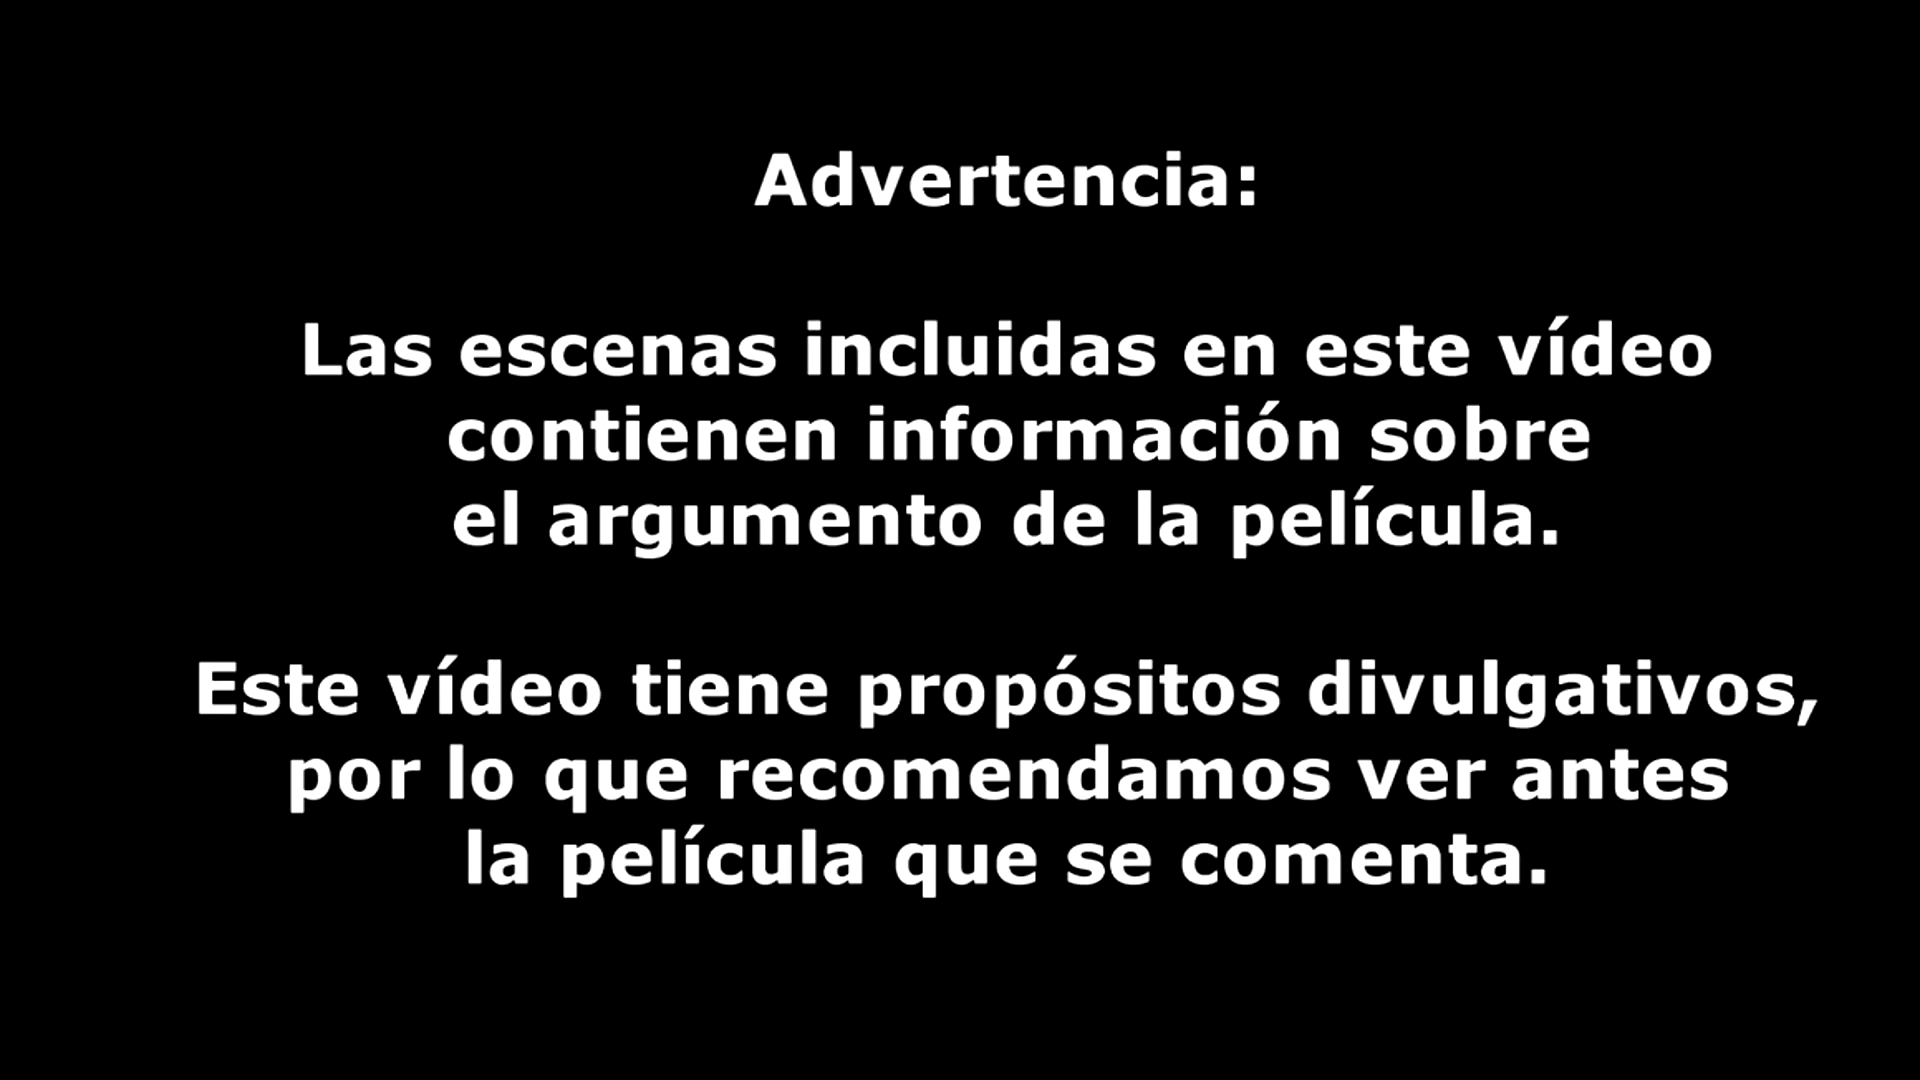 Advertencia:
Las escenas incluidas en este vídeo
contienen información sobre
el argumento de la película.
Este vídeo tiene propósitos divulgativos,
por lo que recomendamos ver antes
la película que se comenta.